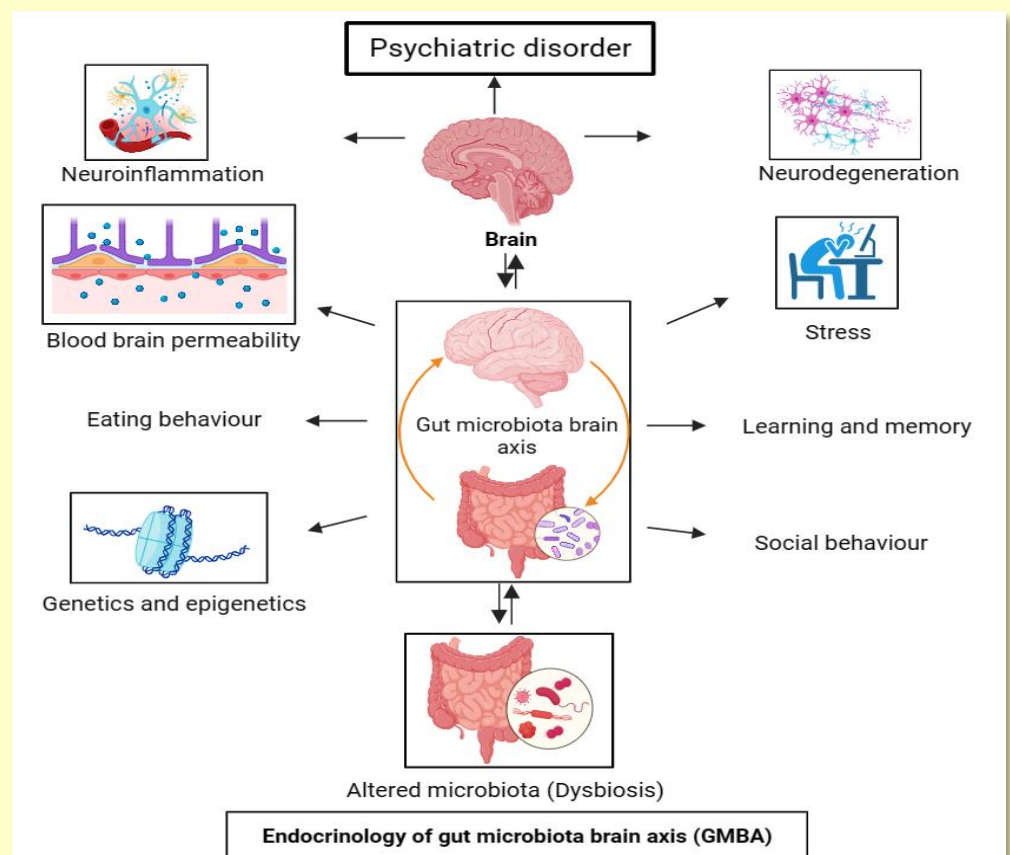 Psychiatric disorder
Neuroinflammation
Neurodegeneration
Brain
Blood brain permeability
Stress
Eating behaviour
Gut microbiota brain
axis
Learning and memory
Genetics and epigenetics
Social behaviour
Altered microbiota (Dysbiosis)
Endocrinology of gut microbiota brain axis (GMBA)